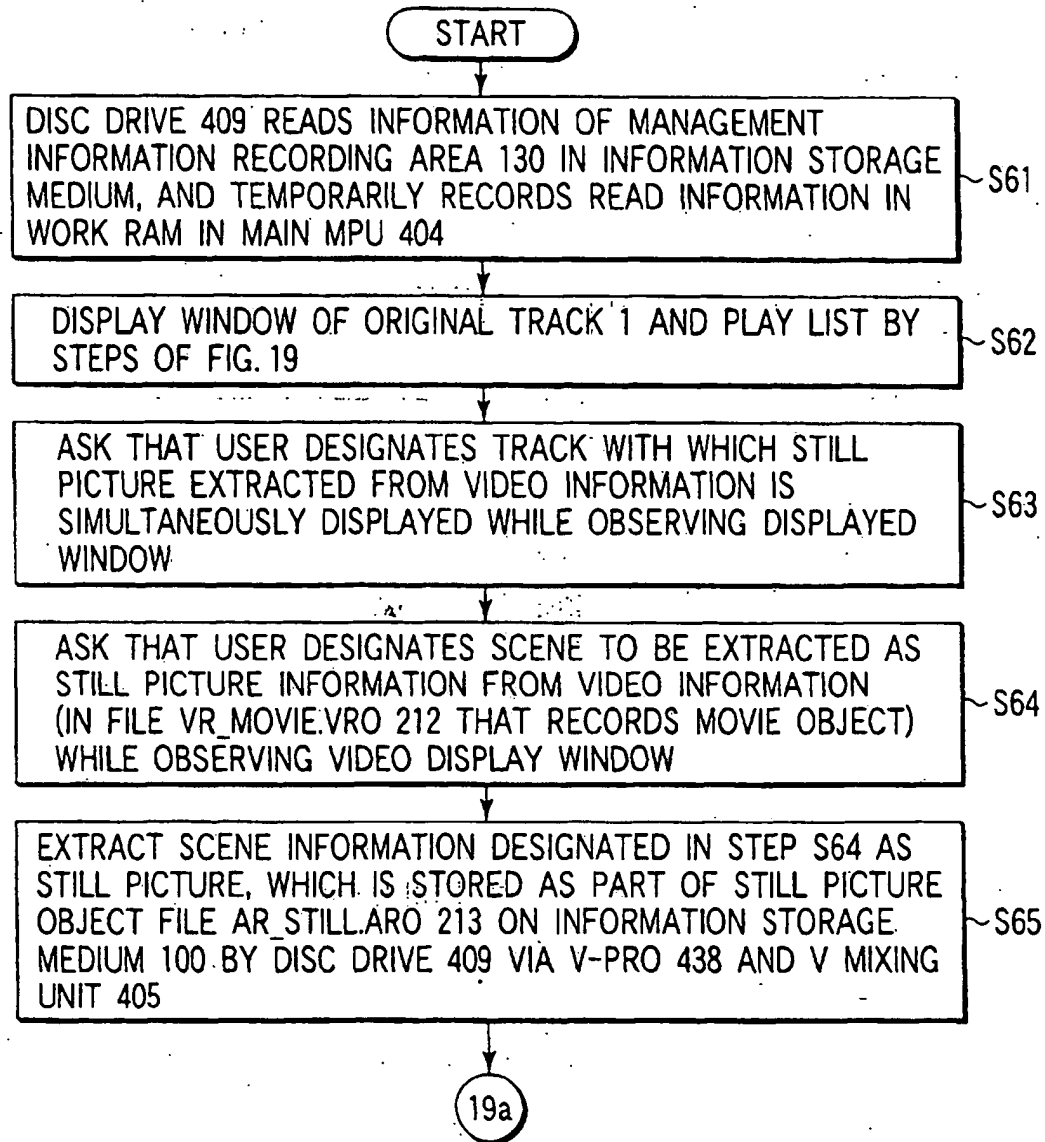 START
DISC DRIVE 409 READS INFORMATION OF MANAGEMENT
INFORMATION RECORDING AREA 130 IN INFORMATION STORAGE
MEDIUM, AND TEMPORARILY RECORDS READ INFORMATION IN
WORK RAM IN MAIN MPU 404
S61
DISPLAY WINDOW OF ORIGINAL TRACK 1 AND PLAY LIST BY
STEPS OF FIG. 19
S62
ASK THAT USER DESIGNATES TRACK WITH WHICH STILL
PICTURE EXTRACTED FROM VIDEO INFORMATION IS
SIMULTANEOUSLY DISPLAYED WHILE OBSERVING DISPLAYED
WINDOW
S63
ASK THAT USER DESIGNATES SCENE TO BE EXTRACTED AS
STILL PICTURE INFORMATION FROM VIDEO INFORMATION
(IN FILE VR_MOVIE.VRO 212 THAT RECORDS MOVIE OBJECT)
WHILE OBSERVING VIDEO DISPLAY WINDOW
S64
EXTRACT SCENE INFORMATION DESIGNATED IN STEP S64 AS
STILL PICTURE, WHICH IS STORED AS PART OF STILL PICTURE
OBJECT FILE AR_STILL.ARO 213 ON INFORMATION STORAGE
MEDIUM 100 BY DISC DRIVE 409 VIA V-PRO 438 AND V MIXING
UNIT 405
S65
19a